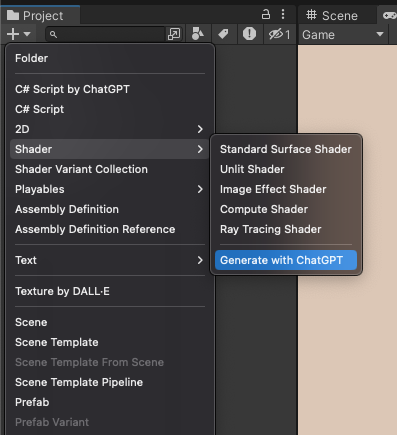 Project
Scene
1
Game
Folder
C# Script by ChatGPT
C# Script
2D
Shader
Standard Surface Shader
Shader Variant Collection
Unlit Shader
Playables
Image Effect Shader
Assembly Definition
Compute Shader
Assembly Definition Reference
Ray Tracing Shader
Text
Generate with ChatGPT
Texture by DALL·E
Scene
Scene Template
Scene Template From Scene
Scene Template Pipeline
Prefab
Prefab Variant